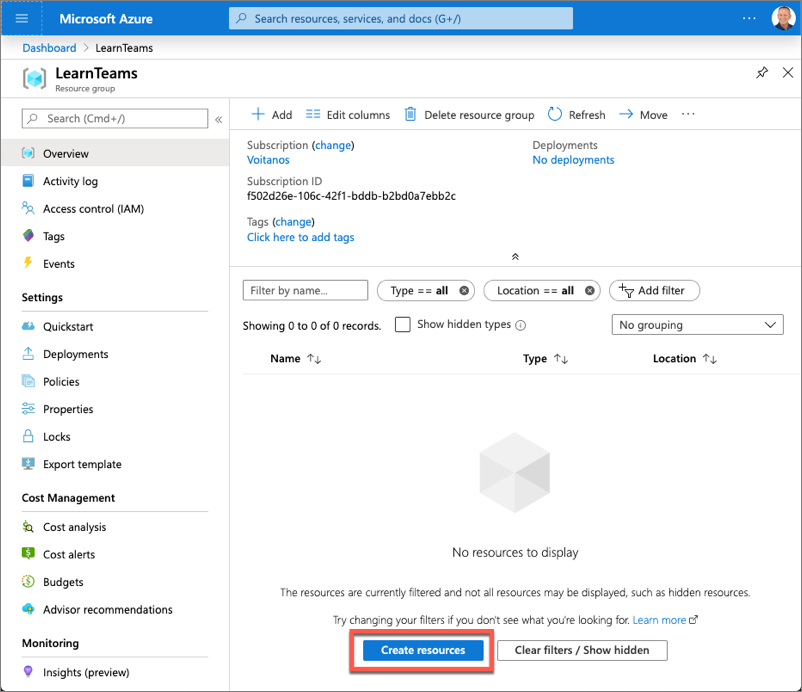 Microsoft Azure
Search resources, services, and docs (G+/)
Dashboard > LearnTeams
LearnTeams
Resource group
Search (Cmd+/)
Overview
Activity log
Access control (IAM)
Tags
Events
Settings
Quickstart
Deployments
Policies
Properties
Locks
Export template
Cost Management
Cost analysis
Cost alerts
Budgets
Advisor recommendations
Monitoring
Insights (preview)
Add Edit columns Delete resource group Refresh Move
Subscription (change)
Voitanos
Deployments
No deployments
Subscription ID
f502d26e-106c-42f1-bddb-b2bd0a7ebb2c
Tags (change)
Click here to add tags
Filter by name... Type == all Location == all Add filter
Showing 0 to 0 of 0 records. Show hidden types No grouping
Name Type Location
No resources to display
The resources are currently filtered and not all resources may be displayed, such as hidden resources.
Try changing your filters if you don't see what you're looking for. Learn more
Create resources Clear filters / Show hidden